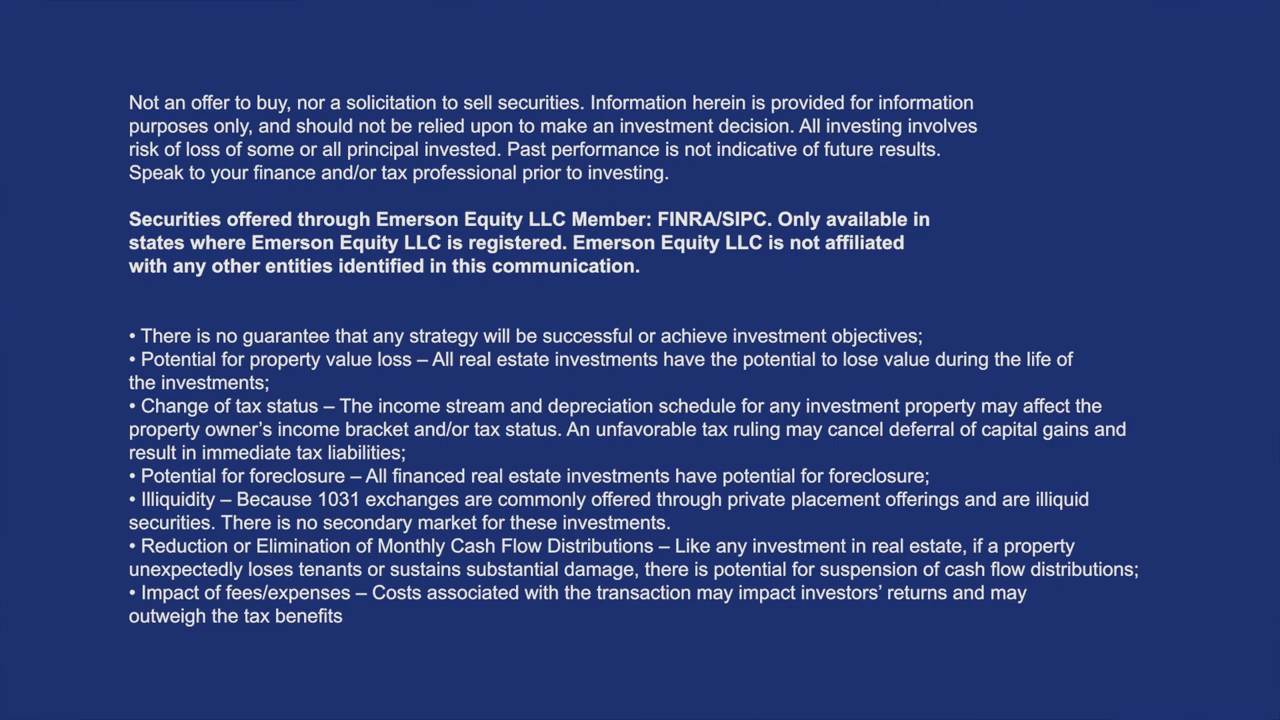 Not an offer to buy, nor a solicitation to sell securities. Information herein is provided for information
purposes only, and should not be relied upon to make an investment decision. All investing involves
risk of loss of some or all principal invested. Past performance is not indicative of future results.
Speak to your finance and/or tax professional prior to investing.
Securities offered through Emerson Equity LLC Member: FINRA/SIPC. Only available in
states where Emerson Equity LLC is registered. Emerson Equity LLC is not affiliated
with any other entities identified in this communication.
• There is no guarantee that any strategy will be successful or achieve investment objectives;
• Potential for property value loss – All real estate investments have the potential to lose value during the life of
the investments;
• Change of tax status – The income stream and depreciation schedule for any investment property may affect the
property owner’s income bracket and/or tax status. An unfavorable tax ruling may cancel deferral of capital gains and
result in immediate tax liabilities;
• Potential for foreclosure – All financed real estate investments have potential for foreclosure;
• Illiquidity – Because 1031 exchanges are commonly offered through private placement offerings and are illiquid
securities. There is no secondary market for these investments.
• Reduction or Elimination of Monthly Cash Flow Distributions – Like any investment in real estate, if a property
unexpectedly loses tenants or sustains substantial damage, there is potential for suspension of cash flow distributions;
• Impact of fees/expenses – Costs associated with the transaction may impact investors’ returns and may
outweigh the tax benefits